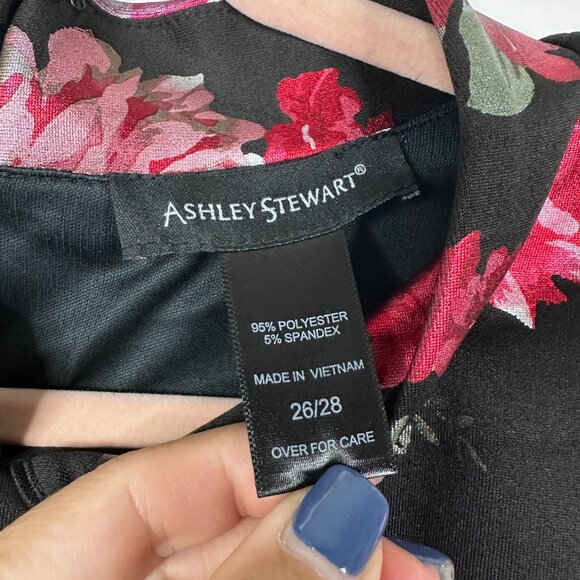 ASHLEY STEWART®
95% POLYESTER
5% SPANDEX
MADE IN VIETNAM
26/28
OVER FOR CARE